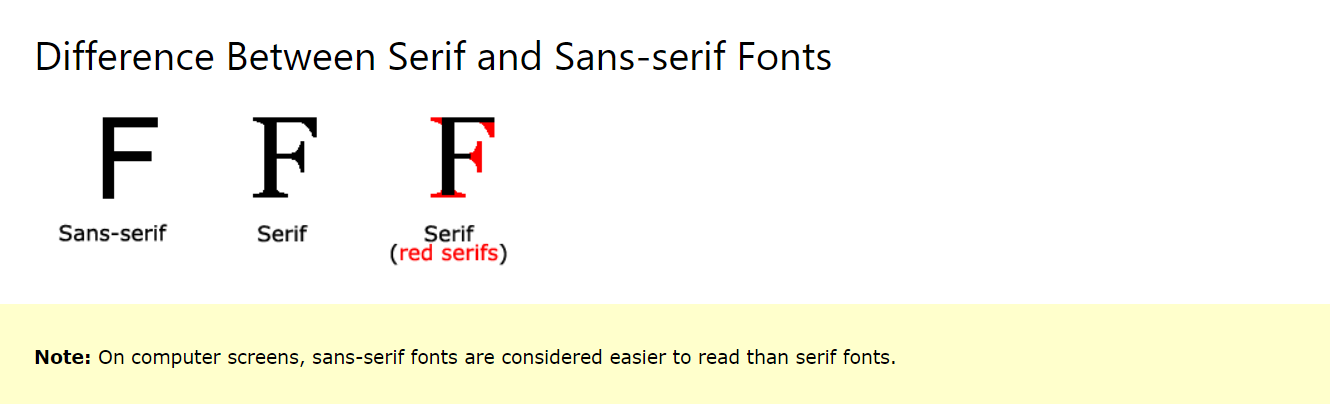 Difference Between Serif and Sans-serif Fonts
F F F
Sans-serif Serif Serif
(red serifs)
Note: On computer screens, sans-serif fonts are considered easier to read than serif fonts.